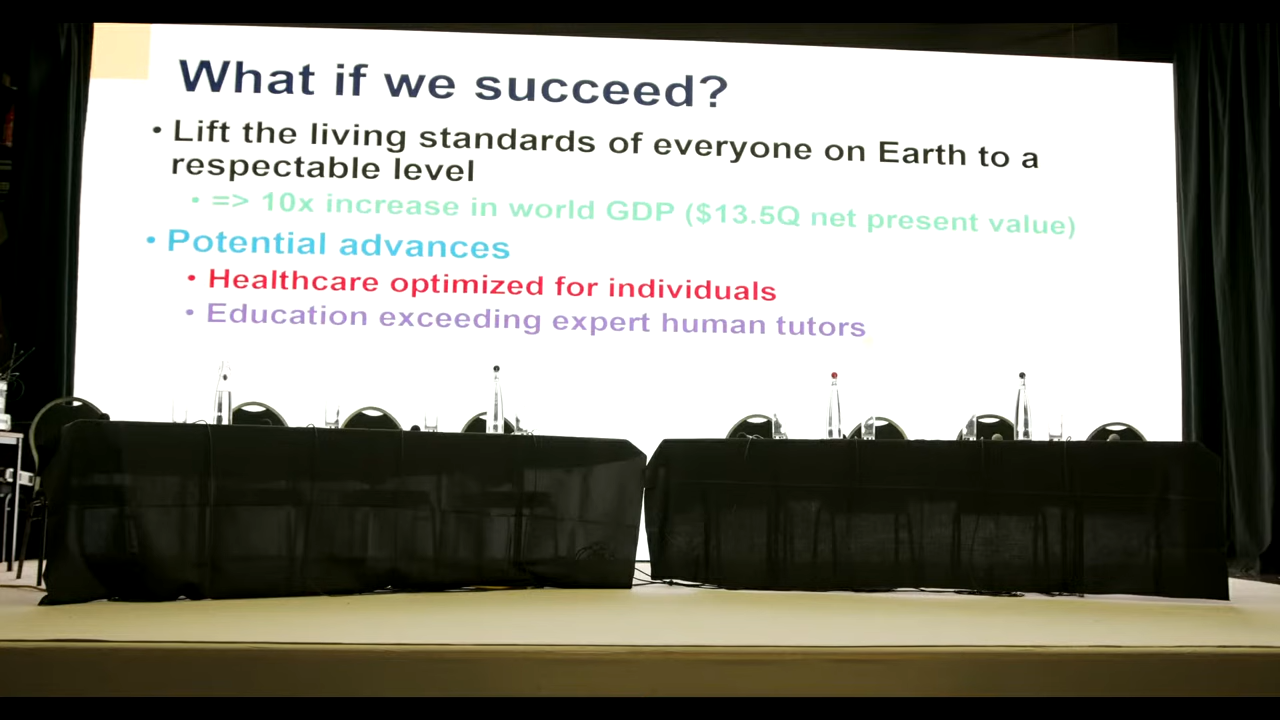 What if we succeed?
• Lift the living standards of everyone on Earth to a
respectable level
• => 10x increase in world GDP ($13.5Q net present value)
• Potential advances
• Healthcare optimized for individuals
• Education exceeding expert human tutors